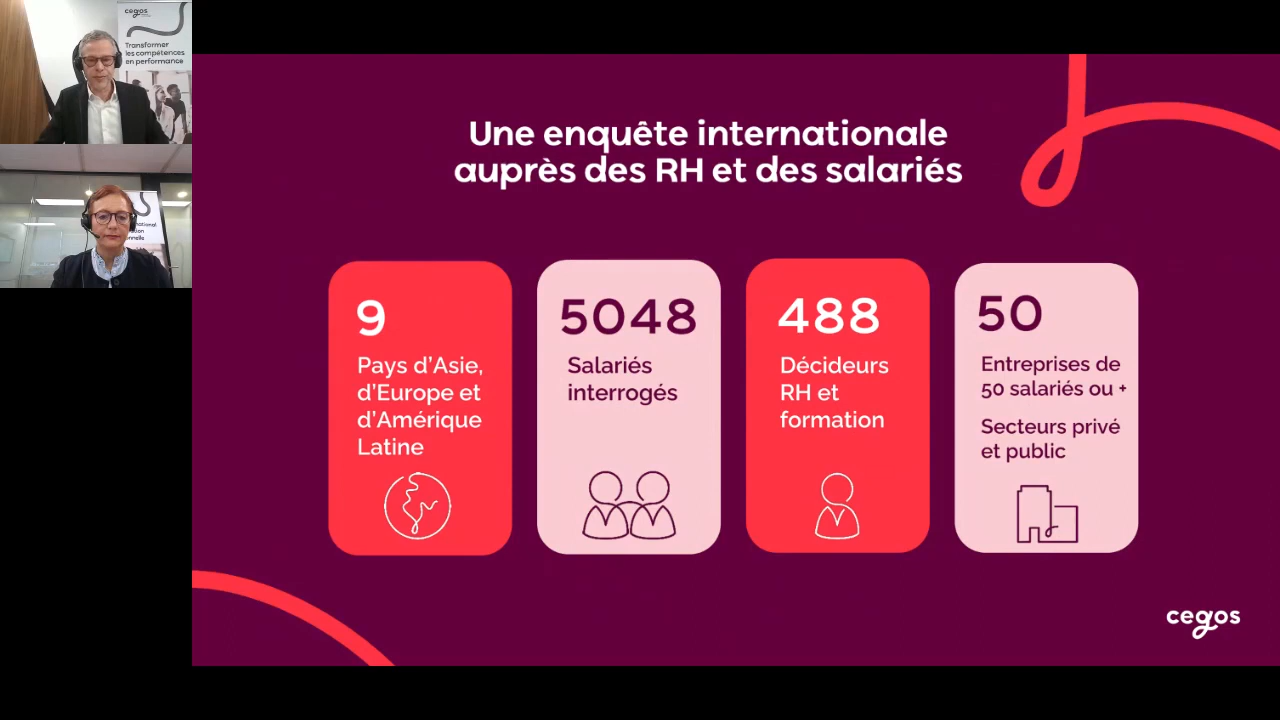 cegos
Transformer
les compétences
en performance
Une enquête internationale
auprès des RH et des salariés
9
Pays d'Asie,
d'Europe et
d'Amérique
Latine
5048
Salariés
interrogés
488
Décideurs
RH et
formation
50
Entreprises de
50 salariés ou +
Secteurs privé
et public
cegos